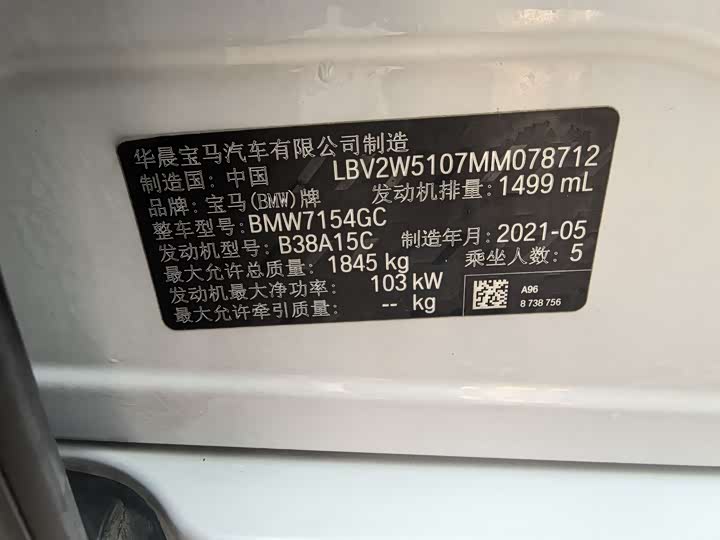 华晨宝马汽车有限公司制造
制造国: 中国 LBV2W5107MM078712
品牌: 宝马(BMW)牌 发动机排量: 1499 mL
整车型号: BMW7154GC
发动机型号: B38A15C 制造年月: 2021-05
最大允许总质量: 1845 kg 乘坐人数: 5
发动机最大净功率: 103 kW
最大允许牵引质量: -- kg
A96
8 738 756